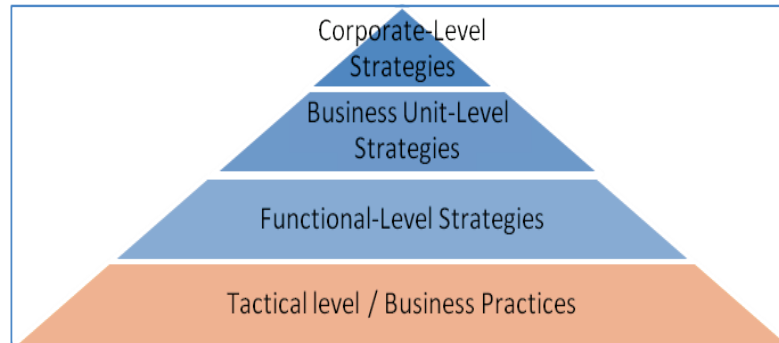 Corporate-Level
Strategies
Business Unit-Level
Strategies
Functional-Level Strategies
Tactical level / Business Practices